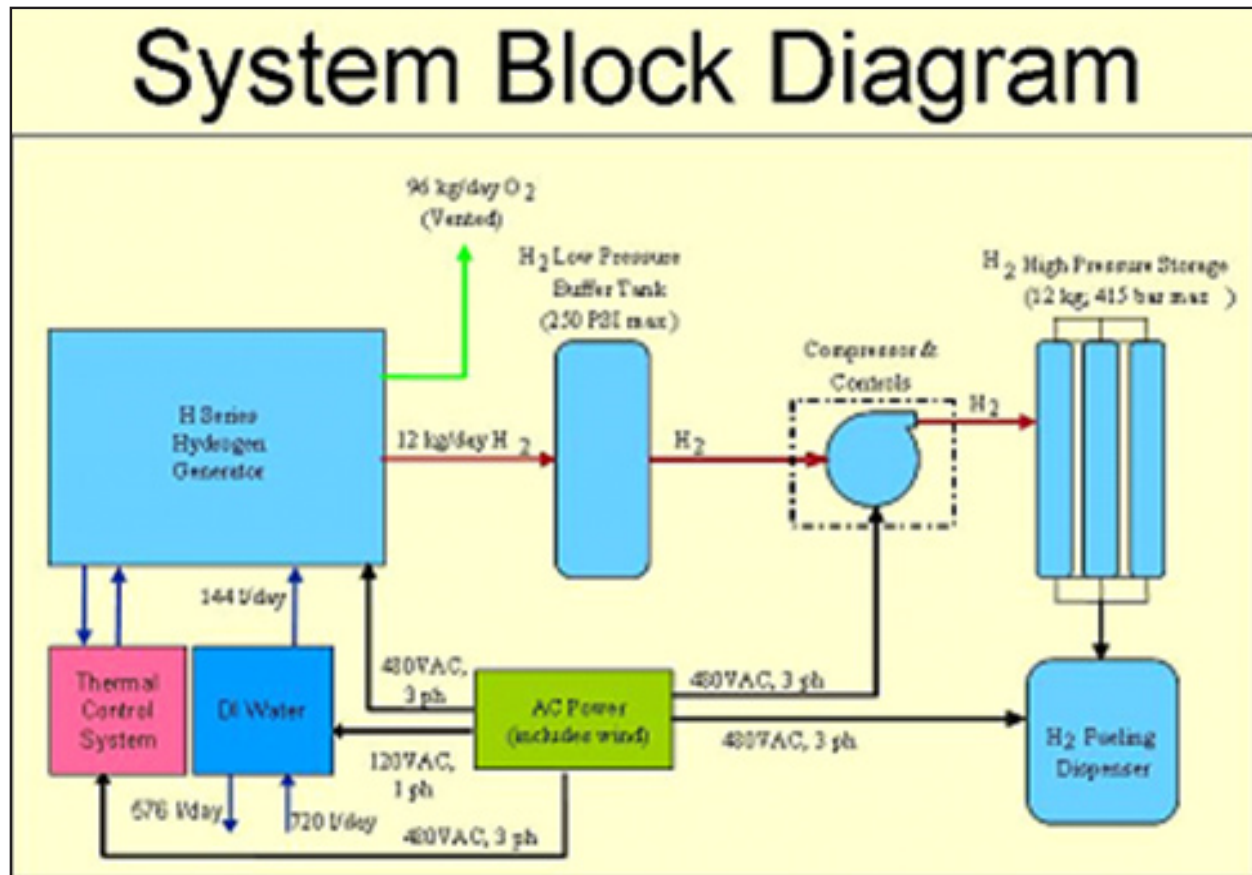 System Block Diagram
96 kg/day O2
(Vented)
H2 Low Pressure
Buffer Tank
(250 PSI max)
H2 High Pressure Storage
(12 kg, 415 bar max )
Compressor &
Controls
H Series
Hydrogen
Generator
12 kg/day H2
H2
H2
144 l/day
Thermal
Control
System
DI Water
480VAC,
3 ph
AC Power
(includes wind)
480VAC, 3 ph
480VAC, 3 ph
120VAC,
1 ph
H2 Fueling
Dispenser
576 l/day
720 l/day
480VAC, 3 ph